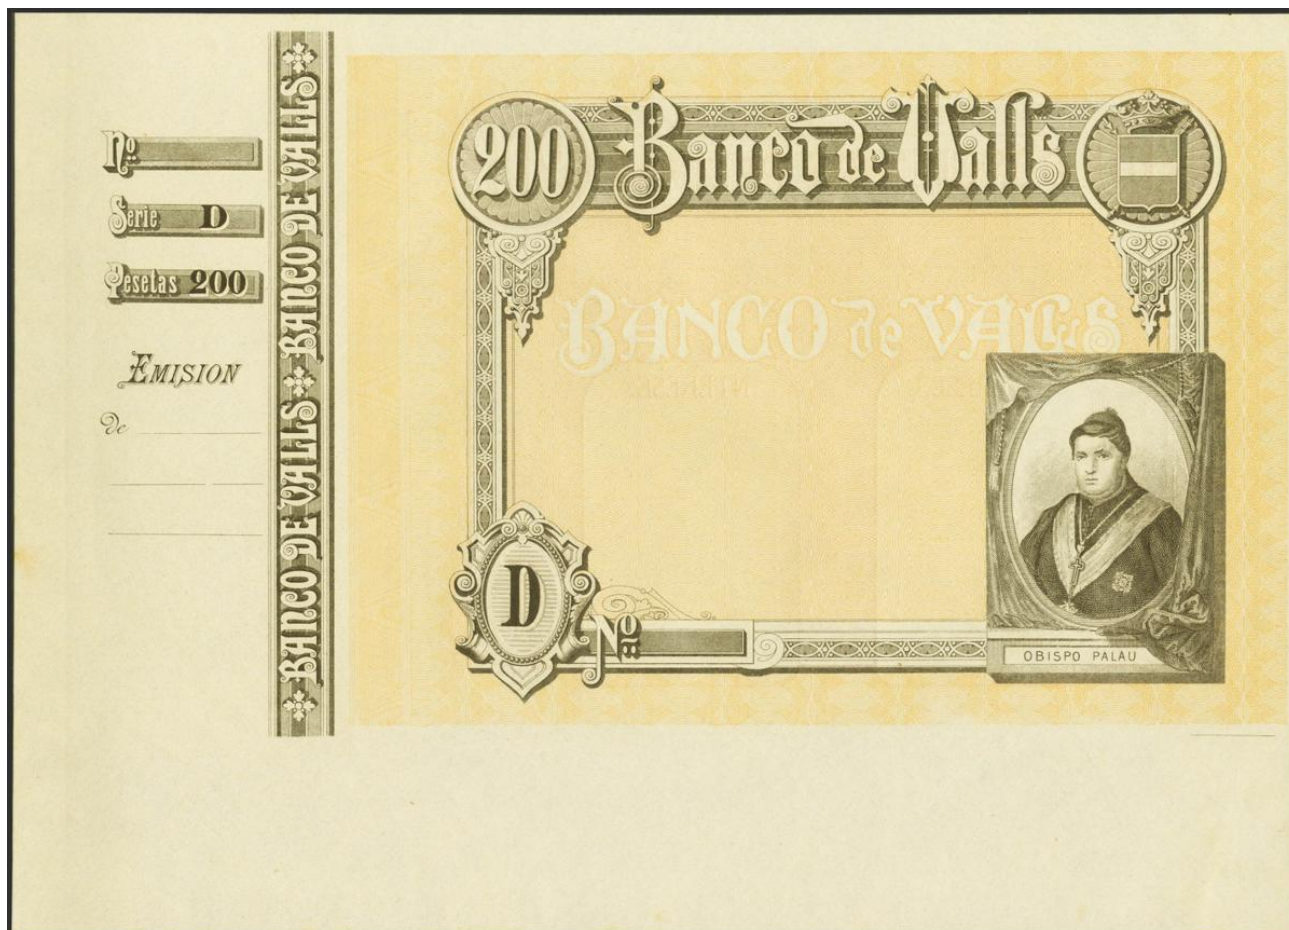 Nº
Serie D
Pesetas 200
EMISION
de
BANCO DE VALLS BANCO DE VALLS
200 Banco de Valls
BANCO de VALLS
D
Nº
OBISPO PALAU